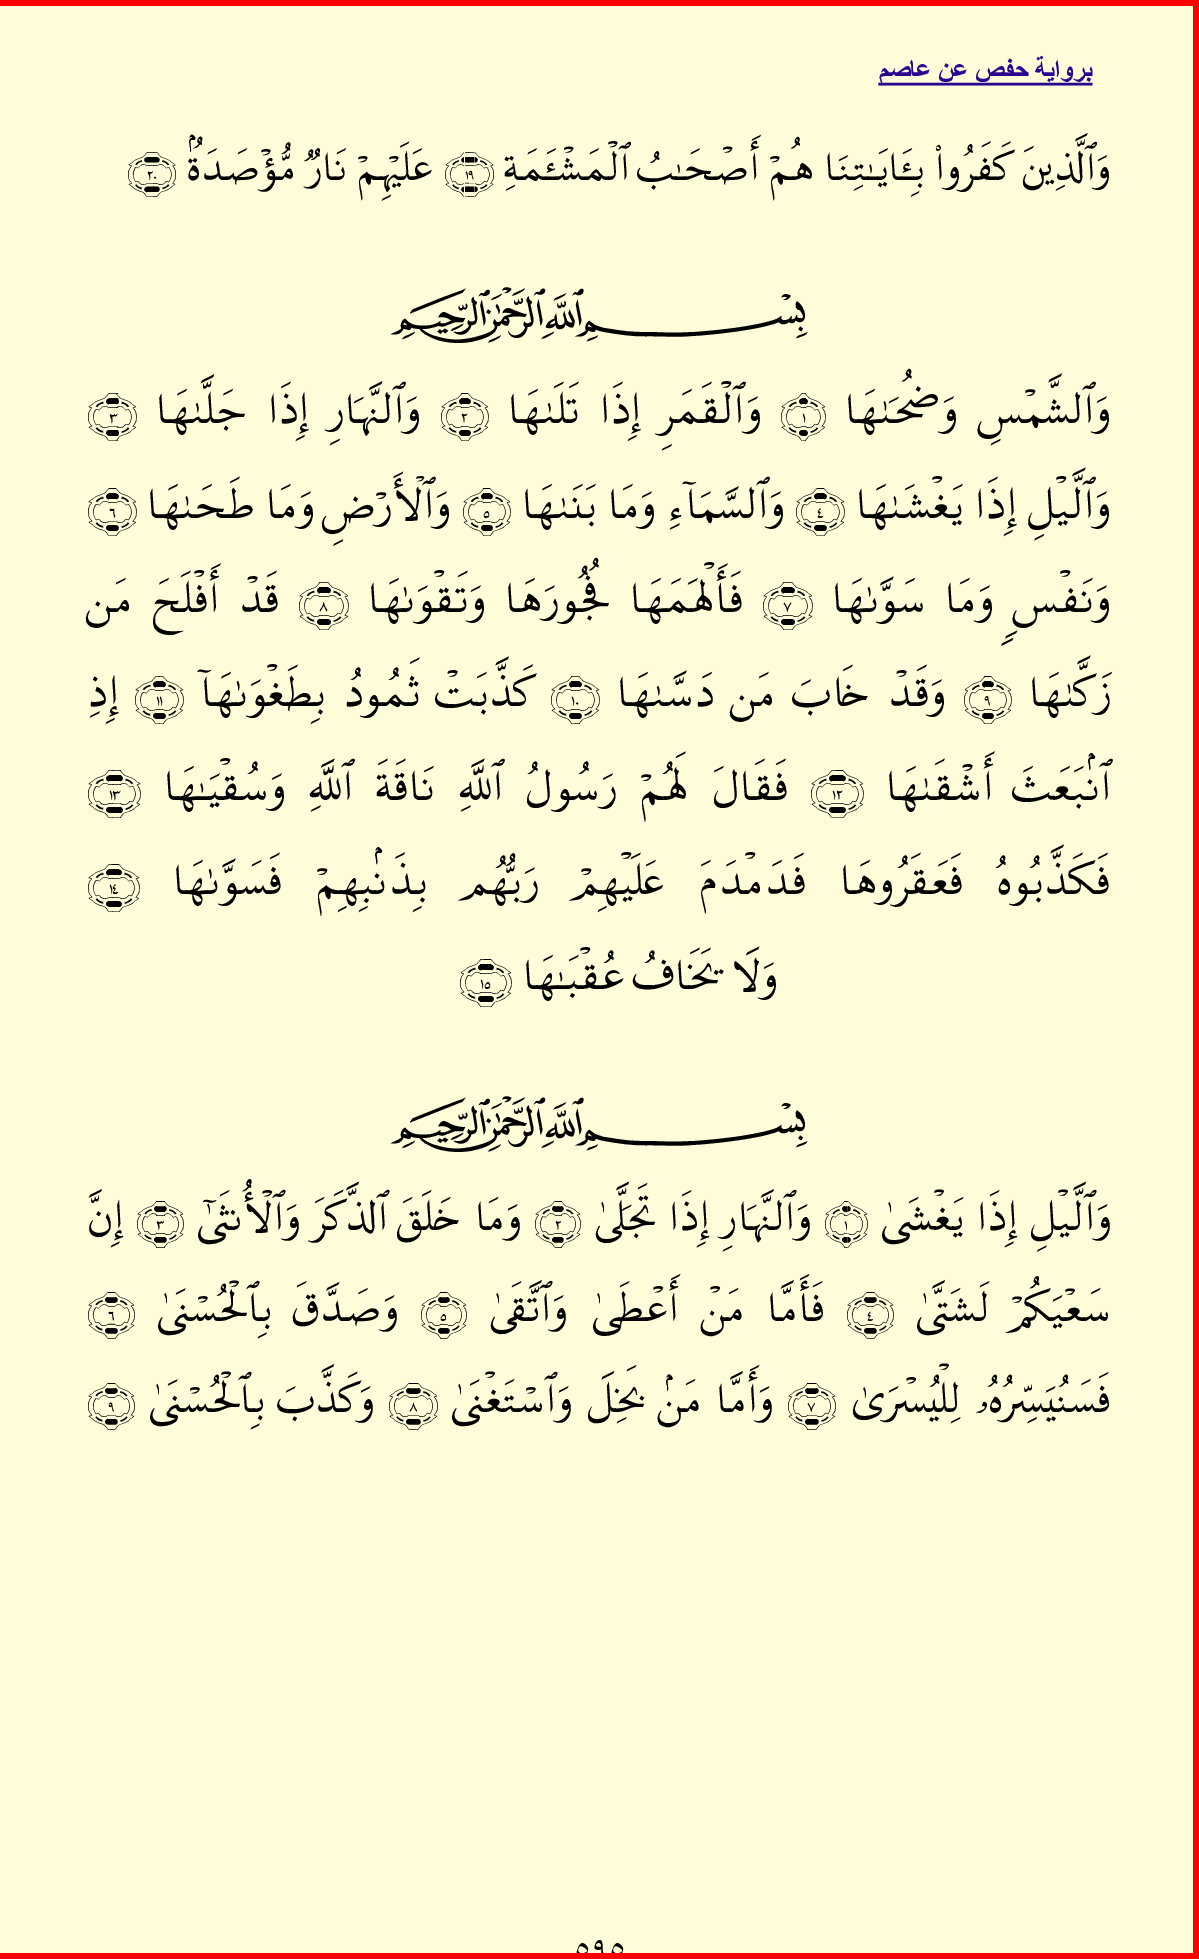 برواية حفص عن عاصم
وَٱلَّذِينَ كَفَرُوا۟ بِـَٔايَـٰتِنَا هُمۡ أَصۡحَـٰبُ ٱلۡمَشۡـَٔمَةِ ١٩ عَلَيۡهِمۡ نَارࣱ مُّؤۡصَدَةُۢ ٢٠
بِسۡمِ ٱللَّهِ ٱلرَّحۡمَـٰنِ ٱلرَّحِيمِ
وَٱلشَّمۡسِ وَضُحَىٰهَا ١ وَٱلۡقَمَرِ إِذَا تَلَىٰهَا ٢ وَٱلنَّهَارِ إِذَا جَلَّىٰهَا ٣
وَٱلَّيۡلِ إِذَا يَغۡشَىٰهَا ٤ وَٱلسَّمَاۤءِ وَمَا بَنَىٰهَا ٥ وَٱلۡأَرۡضِ وَمَا طَحَىٰهَا ٦
وَنَفۡسࣲ وَمَا سَوَّىٰهَا ٧ فَأَلۡهَمَهَا فُجُورَهَا وَتَقۡوَىٰهَا ٨ قَدۡ أَفۡلَحَ مَن
زَكَّىٰهَا ٩ وَقَدۡ خَابَ مَن دَسَّىٰهَا ١٠ كَذَّبَتۡ ثَمُودُ بِطَغۡوَىٰهَاۤ ١١ إِذِ
ٱنۢبَعَثَ أَشۡقَىٰهَا ١٢ فَقَالَ لَهُمۡ رَسُولُ ٱللَّهِ نَاقَةَ ٱللَّهِ وَسُقۡيَـٰهَا ١٣
فَكَذَّبُوهُ فَعَقَرُوهَا فَدَمۡدَمَ عَلَيۡهِمۡ رَبُّهُم بِذَنۢبِهِمۡ فَسَوَّىٰهَا ١٤
وَلَا يَخَافُ عُقۡبَـٰهَا ١٥
بِسۡمِ ٱللَّهِ ٱلرَّحۡمَـٰنِ ٱلرَّحِيمِ
وَٱلَّيۡلِ إِذَا يَغۡشَىٰ ١ وَٱلنَّهَارِ إِذَا تَجَلَّىٰ ٢ وَمَا خَلَقَ ٱلذَّكَرَ وَٱلۡأُنثَىٰۤ ٣ إِنَّ
سَعۡيَكُمۡ لَشَتَّىٰ ٤ فَأَمَّا مَنۡ أَعۡطَىٰ وَٱتَّقَىٰ ٥ وَصَدَّقَ بِٱلۡحُسۡنَىٰ ٦
فَسَنُيَسِّرُهُۥ لِلۡيُسۡرَىٰ ٧ وَأَمَّا مَنۢ بَخِلَ وَٱسۡتَغۡنَىٰ ٨ وَكَذَّبَ بِٱلۡحُسۡنَىٰ ٩
٥٩٥